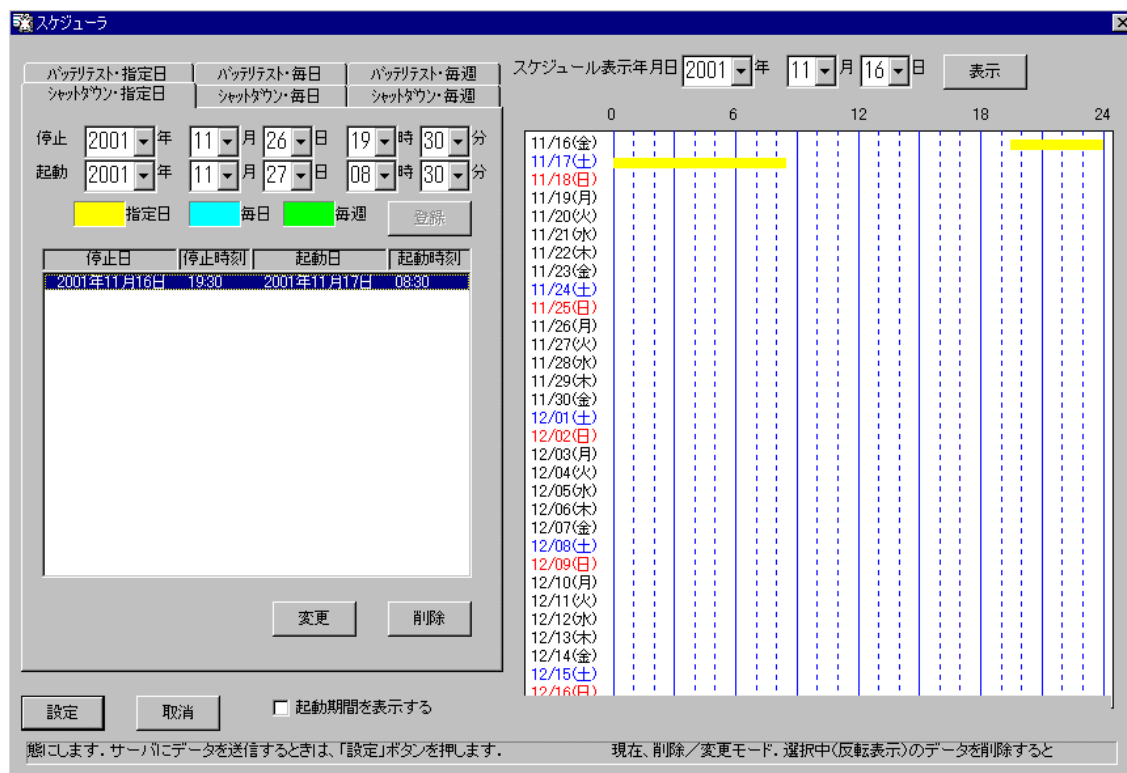 スケジューラ
バッテリテスト・指定日 バッテリテスト・毎日 バッテリテスト・毎週
シャットダウン・指定日 シャットダウン・毎日 シャットダウン・毎週
停止 2001 年 11 月 26 日 19 時 30 分
起動 2001 年 11 月 27 日 08 時 30 分
指定日 毎日 毎週 登録
停止日 停止時刻 起動日 起動時刻
2001年11月16日 19:30 2001年11月17日 08:30
変更 削除
スケジュール表示年月日 2001 年 11 月 16 日 表示
0 6 12 18 24
11/16(金)
11/17(土)
11/18(日)
11/19(月)
11/20(火)
11/21(水)
11/22(木)
11/23(金)
11/24(土)
11/25(日)
11/26(月)
11/27(火)
11/28(水)
11/29(木)
11/30(金)
12/01(土)
12/02(日)
12/03(月)
12/04(火)
12/05(水)
12/06(木)
12/07(金)
12/08(土)
12/09(日)
12/10(月)
12/11(火)
12/12(水)
12/13(木)
12/14(金)
12/15(土)
12/16(日)
設定 取消 起動期間を表示する
態にします. サーバにデータを送信するときは、「設定」ボタンを押します. 現在、削除／変更モード. 選択中(反転表示)のデータを削除すると